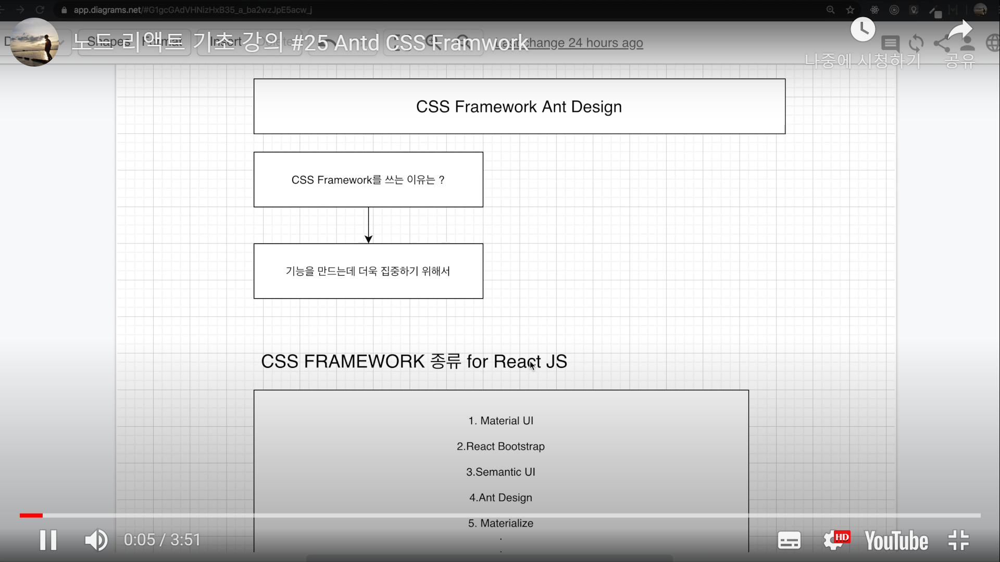 app.diagrams.net/#G1gcGAdVHNizHxB35_a_ba2wzJpE5acw_j
노드 리액트 기초 강의 #25 Antd CSS Framwork
Shapes Format Insert
Last change 24 hours ago
나중에 시청하기 공유
CSS Framework Ant Design
CSS Framework를 쓰는 이유는 ?
기능을 만드는데 더욱 집중하기 위해서
CSS FRAMEWORK 종류 for React JS
1. Material UI
2.React Bootstrap
3.Semantic UI
4.Ant Design
5. Materialize
.
.
0:05 / 3:51
HD YouTube